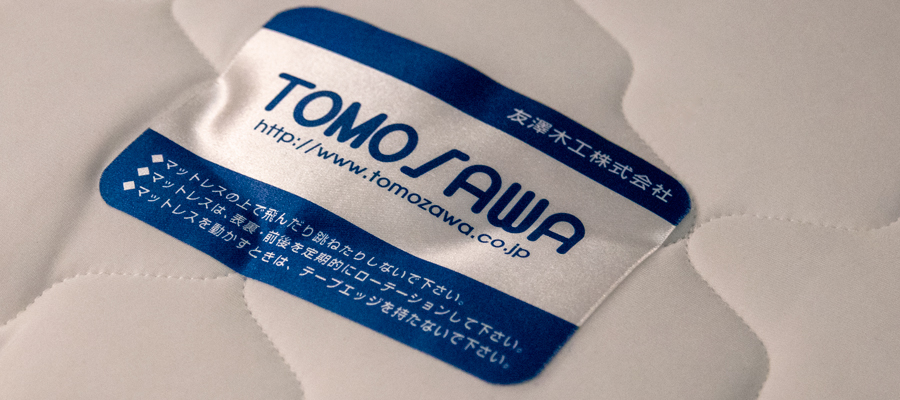 友澤木工株式会社
TOMOSAWA
http://www.tomozawa.co.jp
◆マットレスの上で飛んだり跳ねたりしないで下さい。
◆マットレスは、表裏・前後を定期的にローテーションして下さい。
◆マットレスを動かすときは、テープエッジを持たないで下さい。